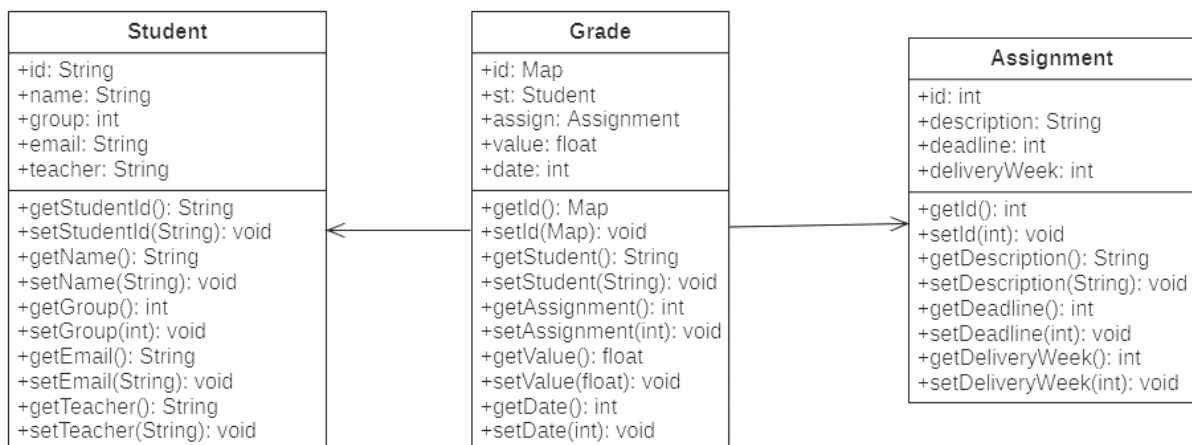 Student
+id: String
+name: String
+group: int
+email: String
+teacher: String
+getStudentId(): String
+setStudentId(String): void
+getName(): String
+setName(String): void
+getGroup(): int
+setGroup(int): void
+getEmail(): String
+setEmail(String): void
+getTeacher(): String
+setTeacher(String): void
Grade
+id: Map
+st: Student
+assign: Assignment
+value: float
+date: int
+getId(): Map
+setId(Map): void
+getStudent(): String
+setStudent(String): void
+getAssignment(): int
+setAssignment(int): void
+getValue(): float
+setValue(float): void
+getDate(): int
+setDate(int): void
Assignment
+id: int
+description: String
+deadline: int
+deliveryWeek: int
+getId(): int
+setId(int): void
+getDescription(): String
+setDescription(String): void
+getDeadline(): int
+setDeadline(int): void
+getDeliveryWeek(): int
+setDeliveryWeek(int): void